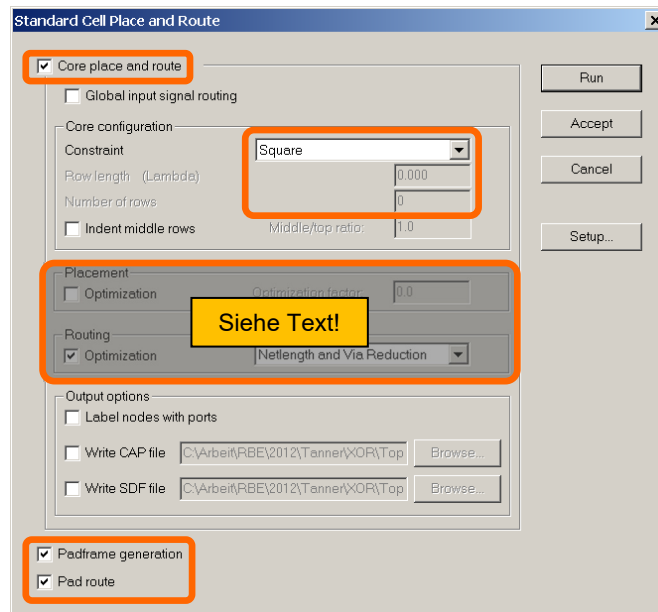 Standard Cell Place and Route
Core place and route
Run
Global input signal routing
Core configuration
Accept
Constraint Square
Row length (Lambda) 0.000
Cancel
Number of rows 0
Indent middle rows Middle/top ratio: 1.0
Setup...
Placement
Optimization Optimization factor: 0.0
Siehe Text!
Routing
Optimization Netlength and Via Reduction
Output options
Label nodes with ports
Write CAP file C:\Arbeit\RBE\2012\Tanner\XOR\Top Browse...
Write SDF file C:\Arbeit\RBE\2012\Tanner\XOR\Top Browse...
Padframe generation
Pad route